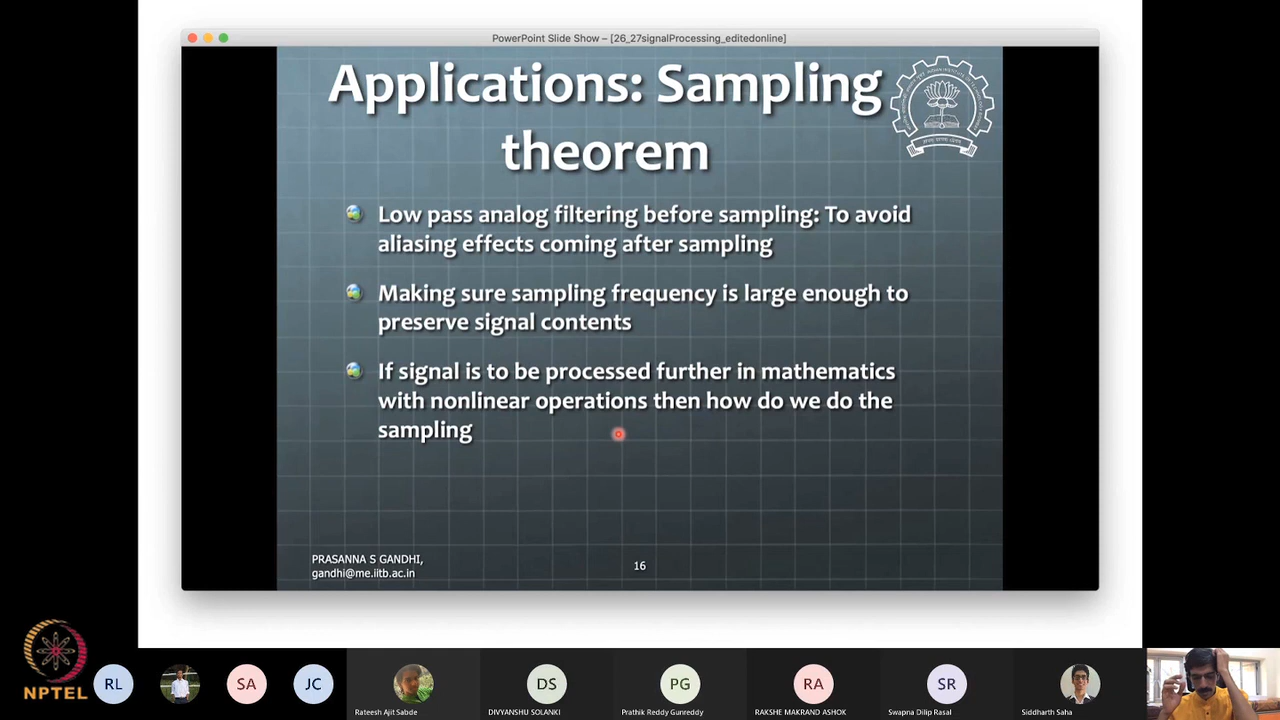 PowerPoint Slide Show – [26_27signalProcessing_editedonline]
Applications: Sampling
theorem
Low pass analog filtering before sampling: To avoid
aliasing effects coming after sampling
Making sure sampling frequency is large enough to
preserve signal contents
If signal is to be processed further in mathematics
with nonlinear operations then how do we do the
sampling
PRASANNA S GANDHI,
gandhi@me.iitb.ac.in
16
NPTEL
RL
SA
JC
DS
PG
RA
SR
Rateesh Ajit Sabde
DIVYANSHU SOLANKI
Prathik Reddy Gunreddy
RAKSHE MAKRAND ASHOK
Swapna Dilip Rasal
Siddharth Saha